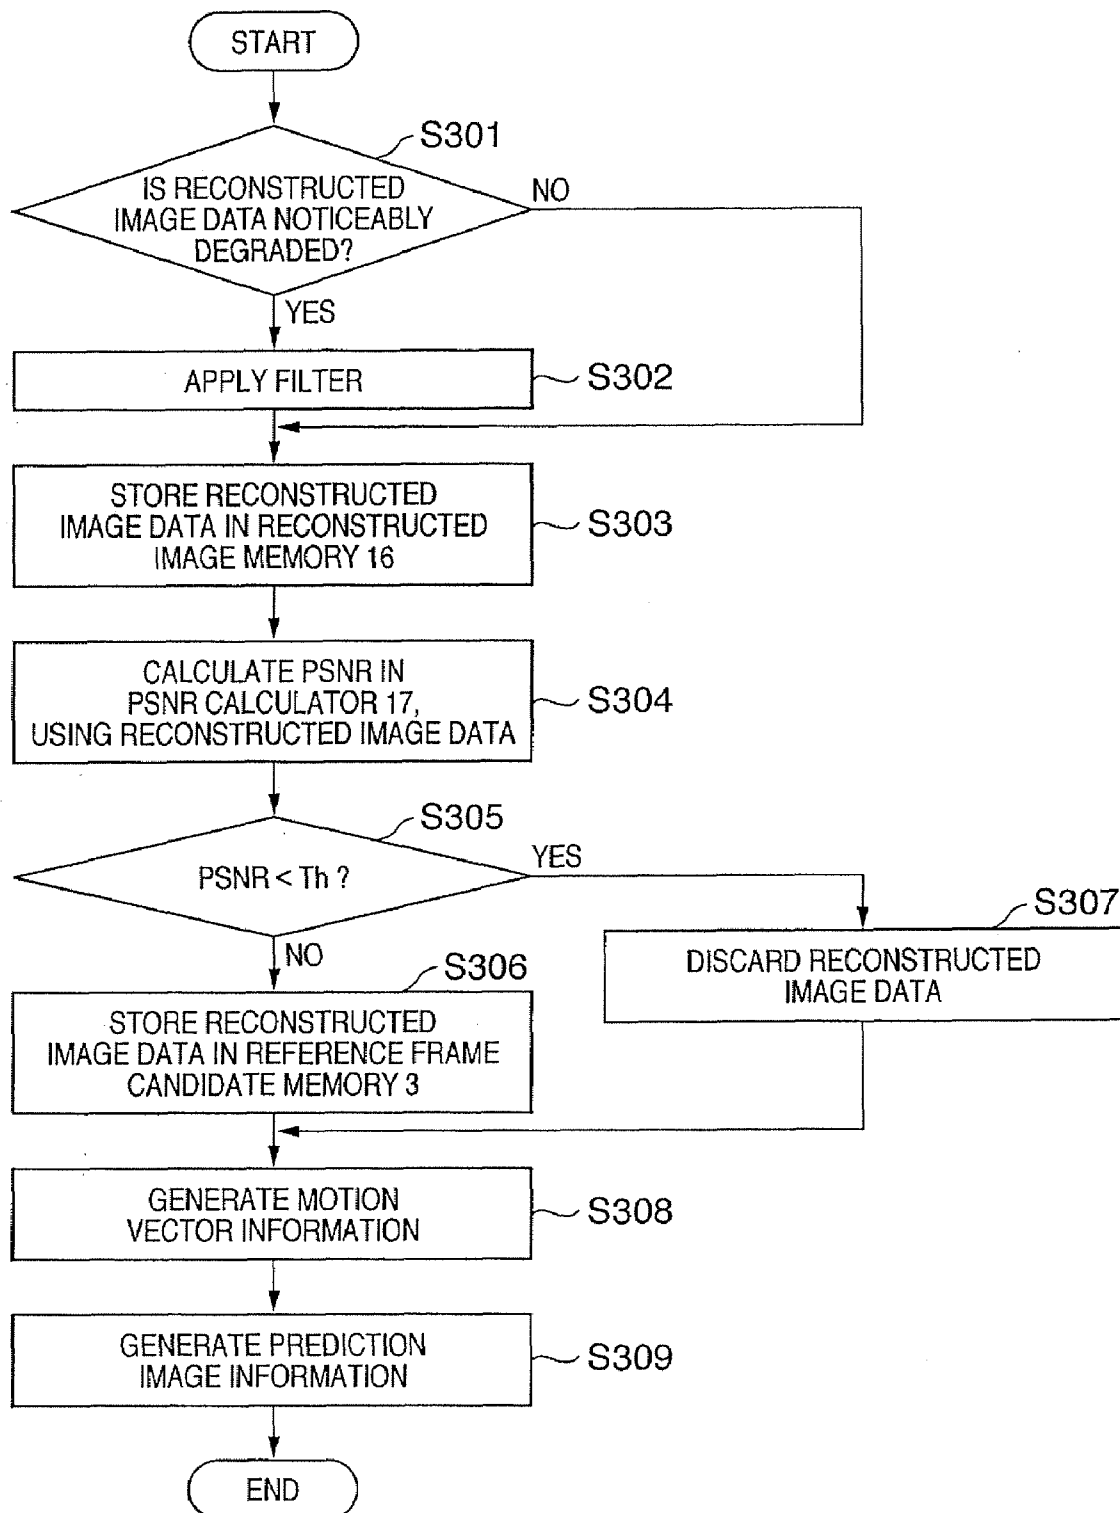 START
S301
IS RECONSTRUCTED
IMAGE DATA NOTICEABLY
DEGRADED?
NO
YES
APPLY FILTER
S302
STORE RECONSTRUCTED
IMAGE DATA IN RECONSTRUCTED
IMAGE MEMORY 16
S303
CALCULATE PSNR IN
PSNR CALCULATOR 17,
USING RECONSTRUCTED IMAGE DATA
S304
S305
PSNR < Th ?
YES
NO
S307
DISCARD RECONSTRUCTED
IMAGE DATA
S306
STORE RECONSTRUCTED
IMAGE DATA IN REFERENCE FRAME
CANDIDATE MEMORY 3
GENERATE MOTION
VECTOR INFORMATION
S308
GENERATE PREDICTION
IMAGE INFORMATION
S309
END